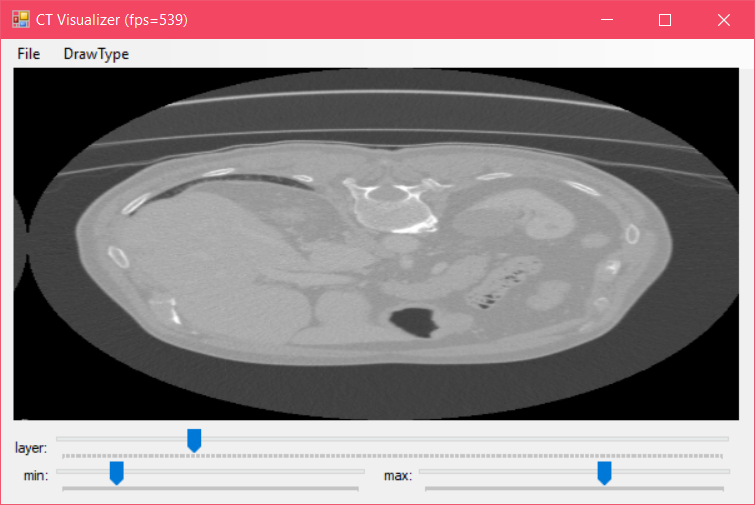 CT Visualizer (fps=539)
File DrawType
layer:
min: max: